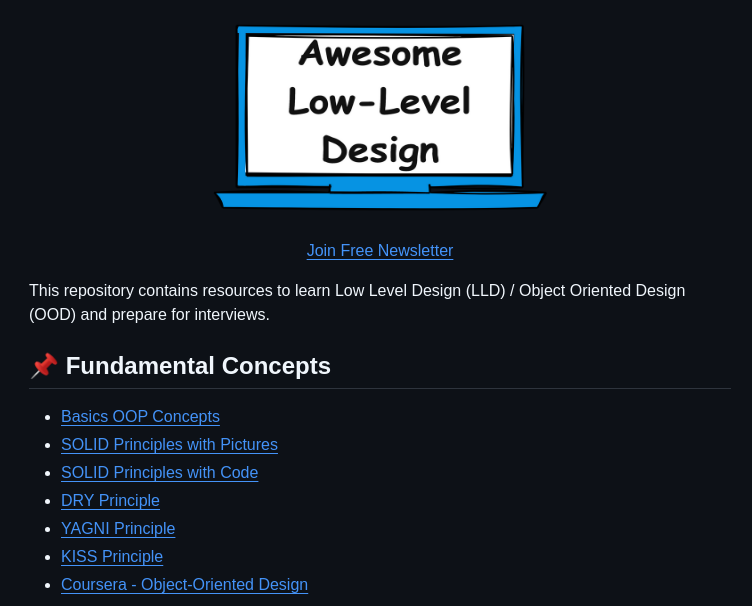 Awesome
Low-Level
Design
Join Free Newsletter
This repository contains resources to learn Low Level Design (LLD) / Object Oriented Design
(OOD) and prepare for interviews.
📌 Fundamental Concepts
• Basics OOP Concepts
• SOLID Principles with Pictures
• SOLID Principles with Code
• DRY Principle
• YAGNI Principle
• KISS Principle
• Coursera - Object-Oriented Design